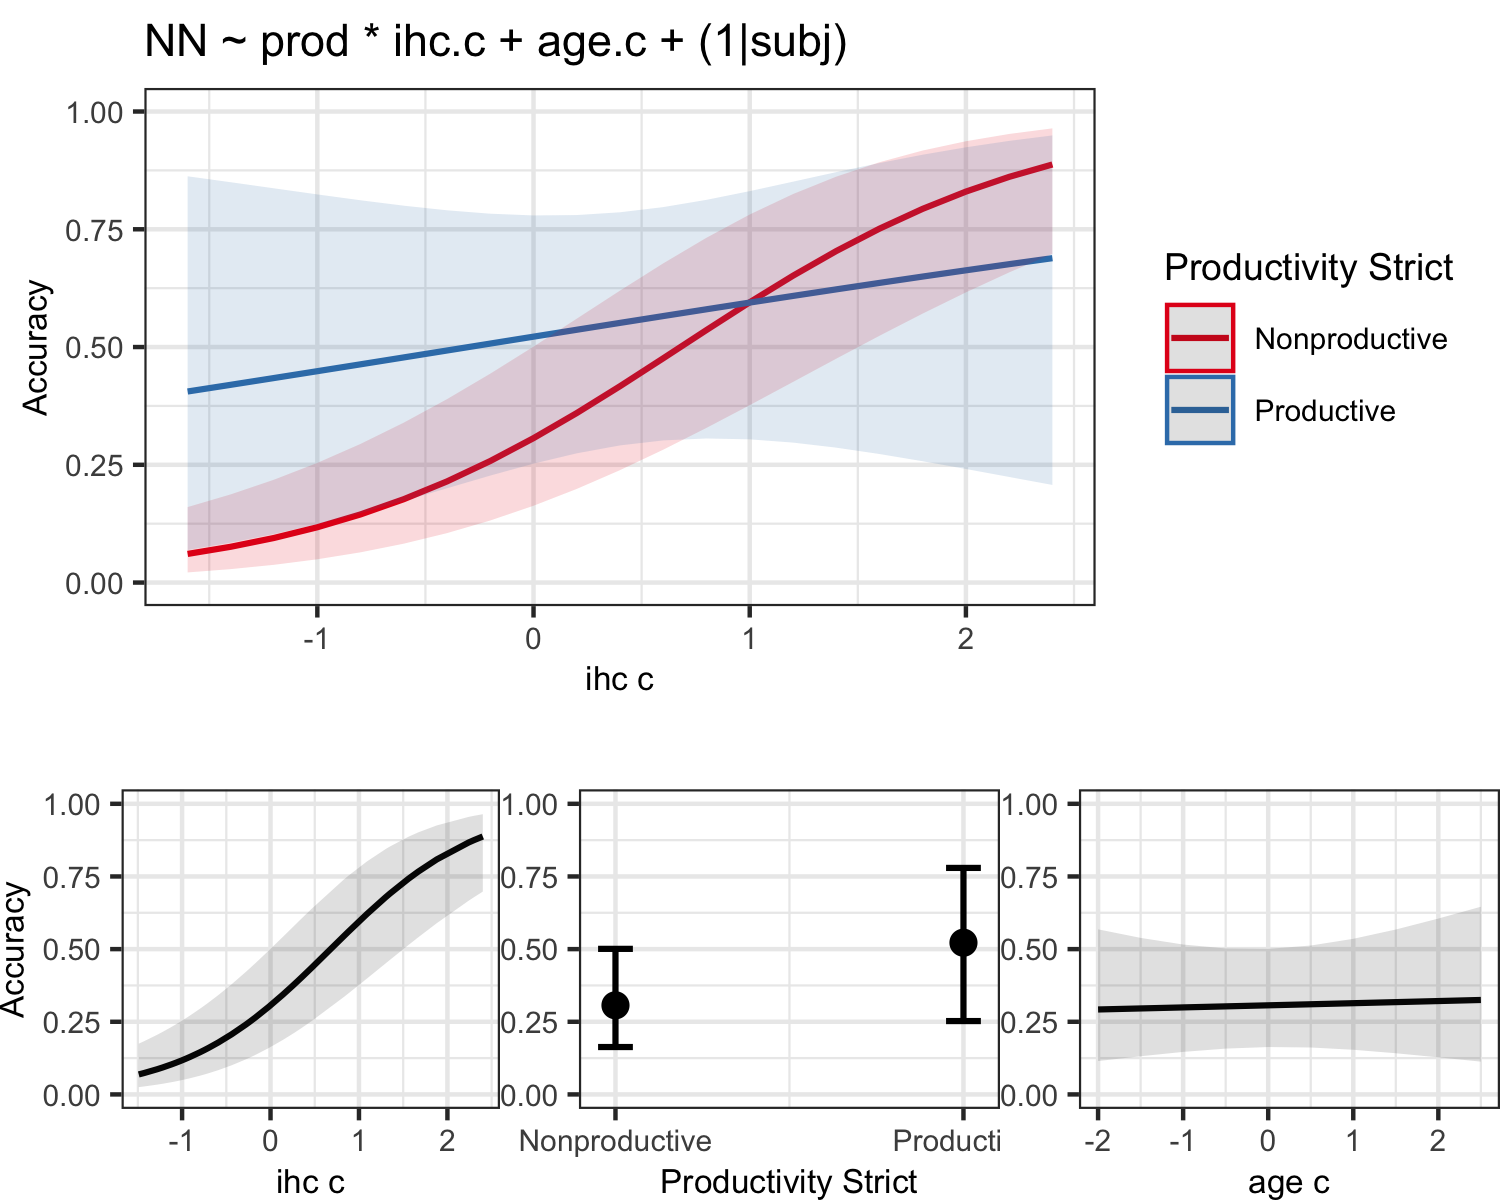 NN ~ prod * ihc.c + age.c + (1|subj)
1.00
0.75
0.50
0.25
0.00
Accuracy
-1 0 1 2
ihc c
Productivity Strict
Nonproductive
Productive
1.00
0.75
0.50
0.25
0.00
Accuracy
-1 0 1 2
ihc c
1.00
0.75
0.50
0.25
0.00
Nonproductive Producti
Productivity Strict
1.00
0.75
0.50
0.25
0.00
-2 -1 0 1 2
age c